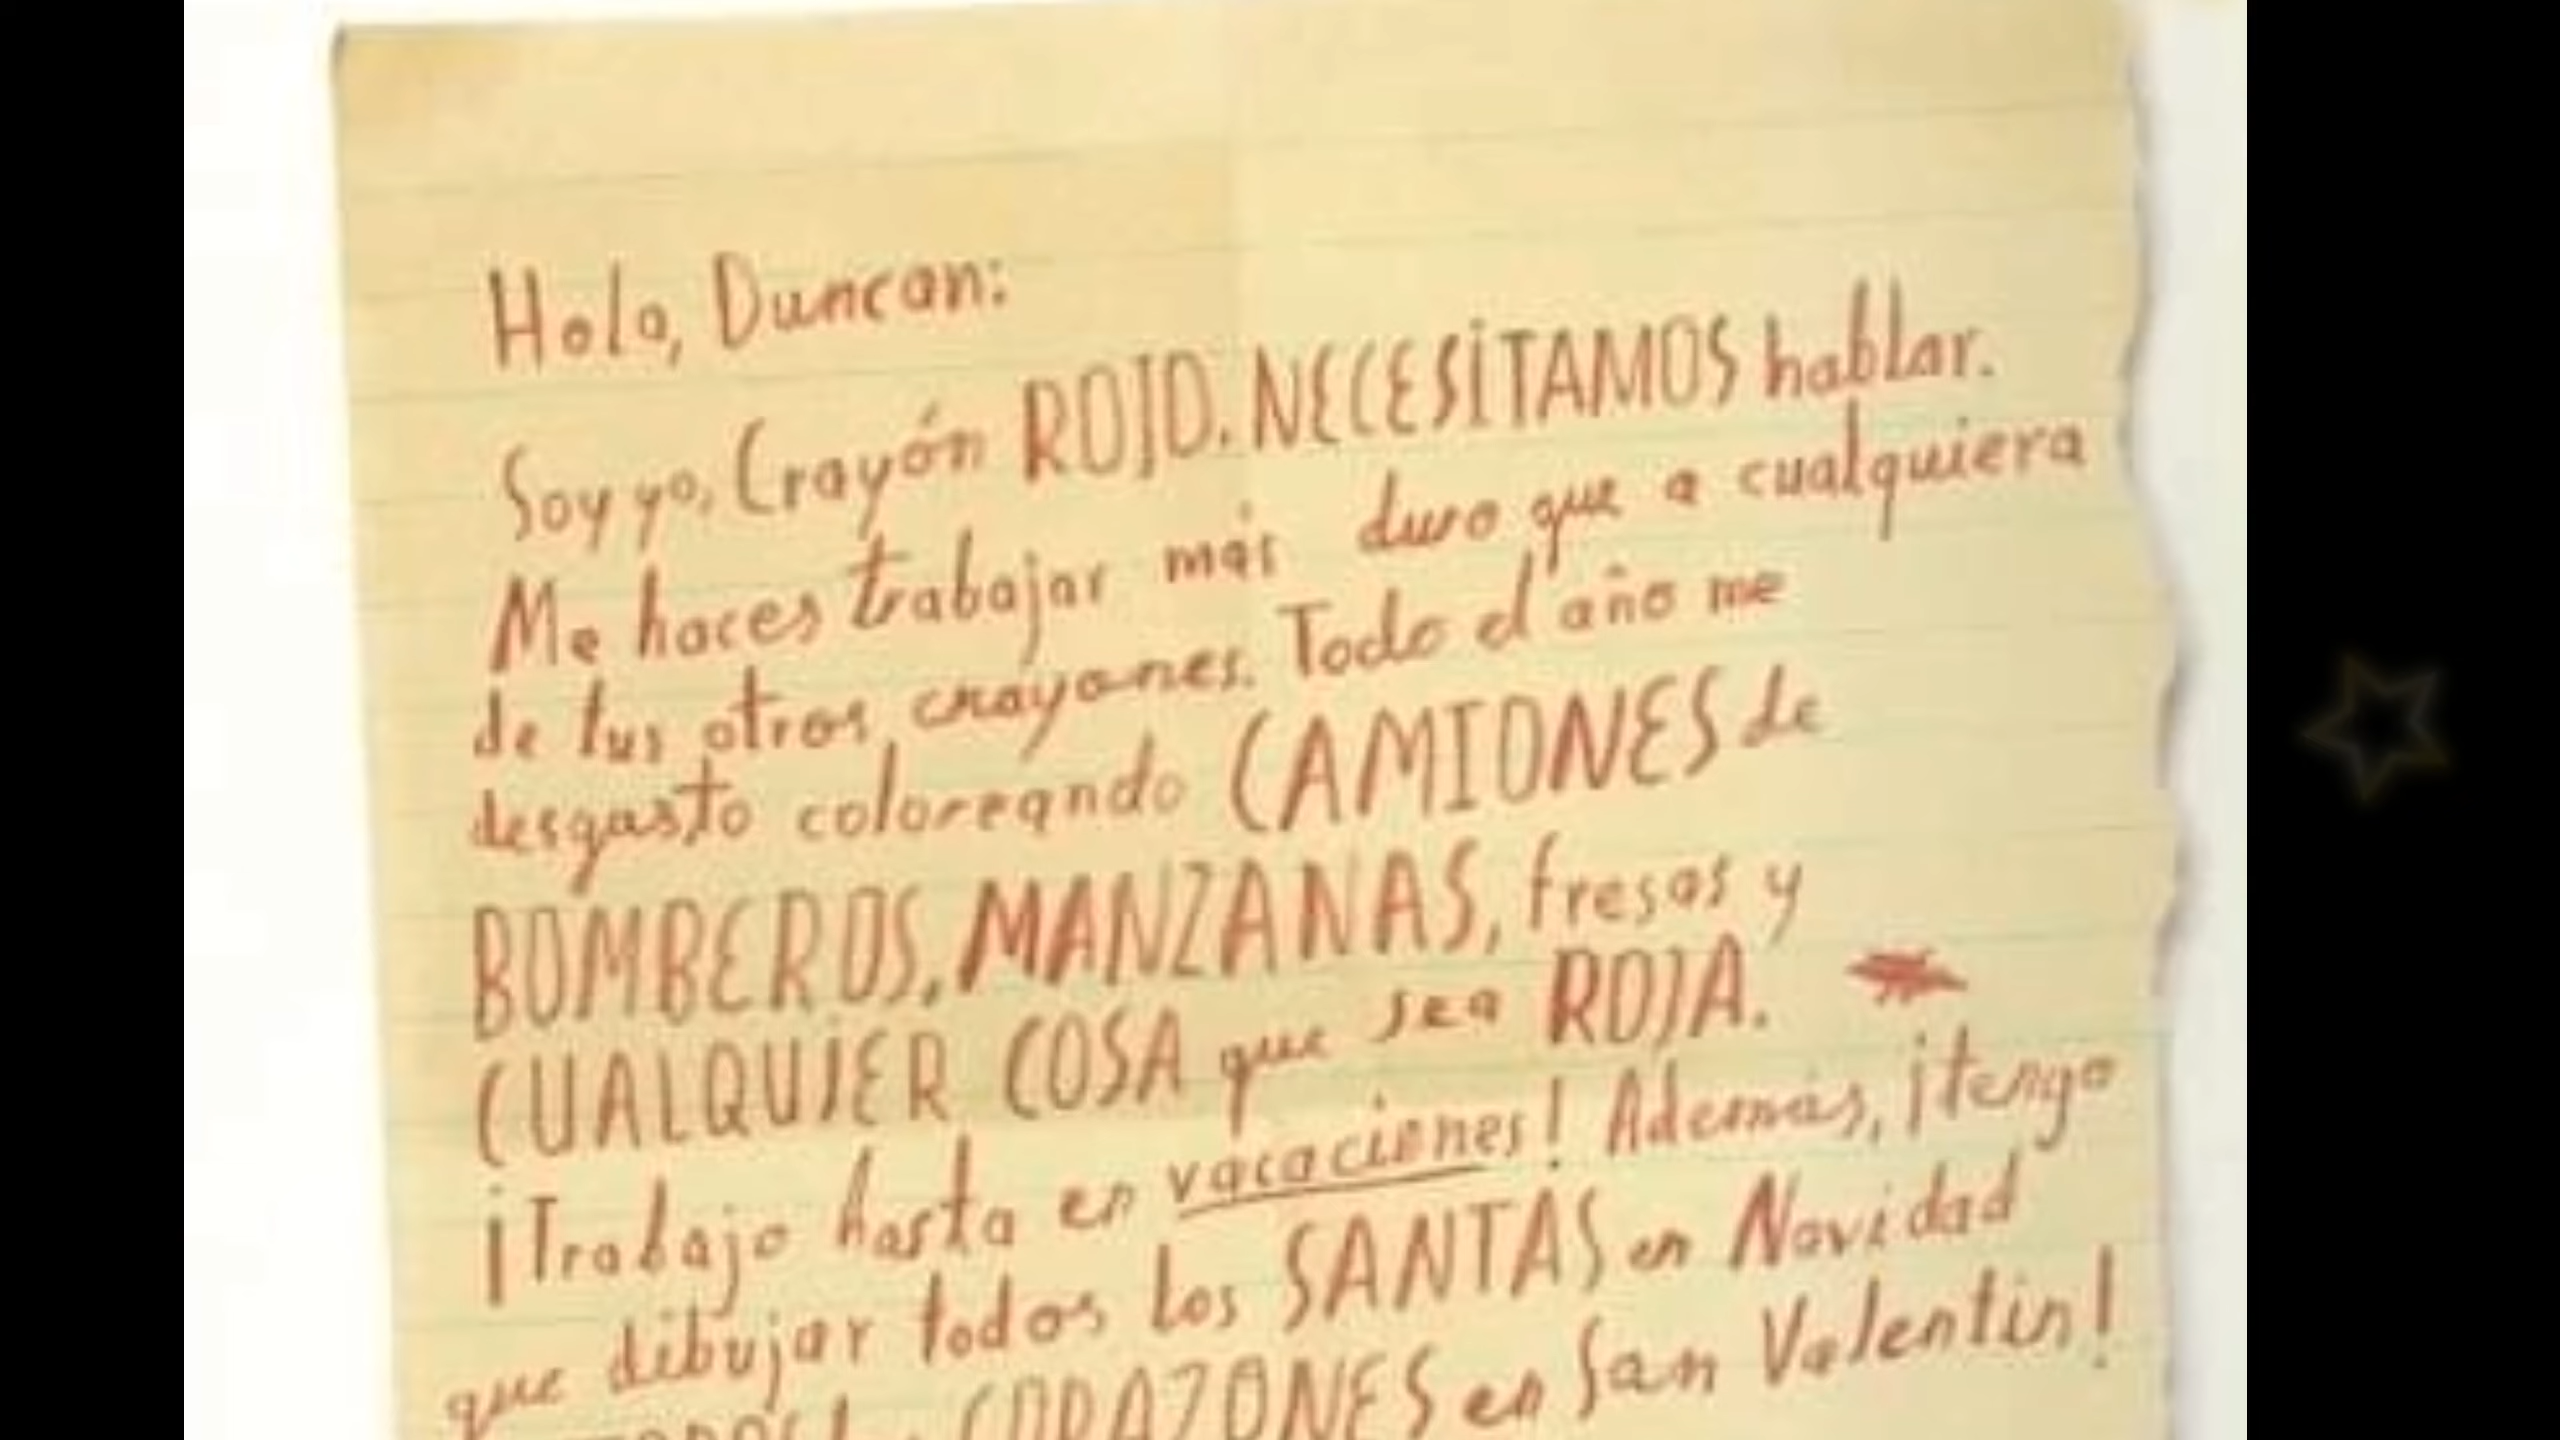 Hola, Duncan:
Soy yo, Crayón ROJO. NECESITAMOS hablar.
Me haces trabajar más duro que a cualquiera
de tus otros crayones. Todo el año me
desgasto coloreando CAMIONES de
BOMBEROS, MANZANAS, fresas y
CUALQUIER COSA que sea ROJA.
¡Trabajo hasta en vacaciones! Además, ¡tengo
que dibujar todos los SANTAS en Navidad
CORAZONES en San Valentín!